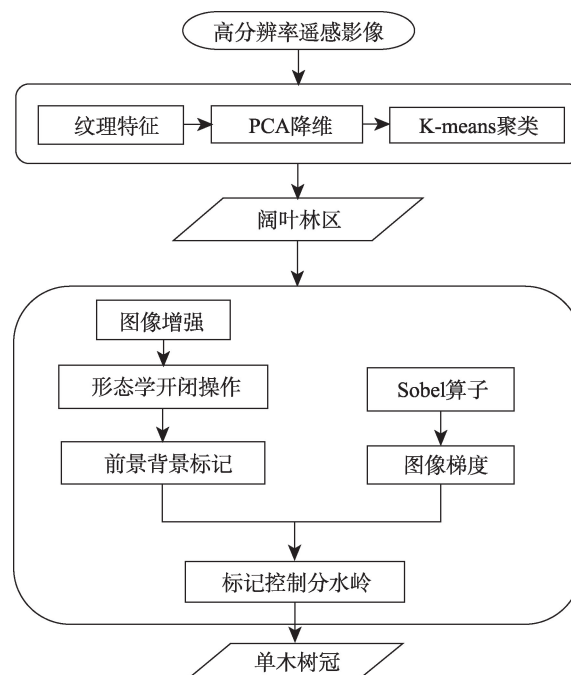 高分辨率遥感影像
纹理特征
PCA降维
K-means聚类
阔叶林区
图像增强
形态学开闭操作
Sobel算子
前景背景标记
图像梯度
标记控制分水岭
单木树冠